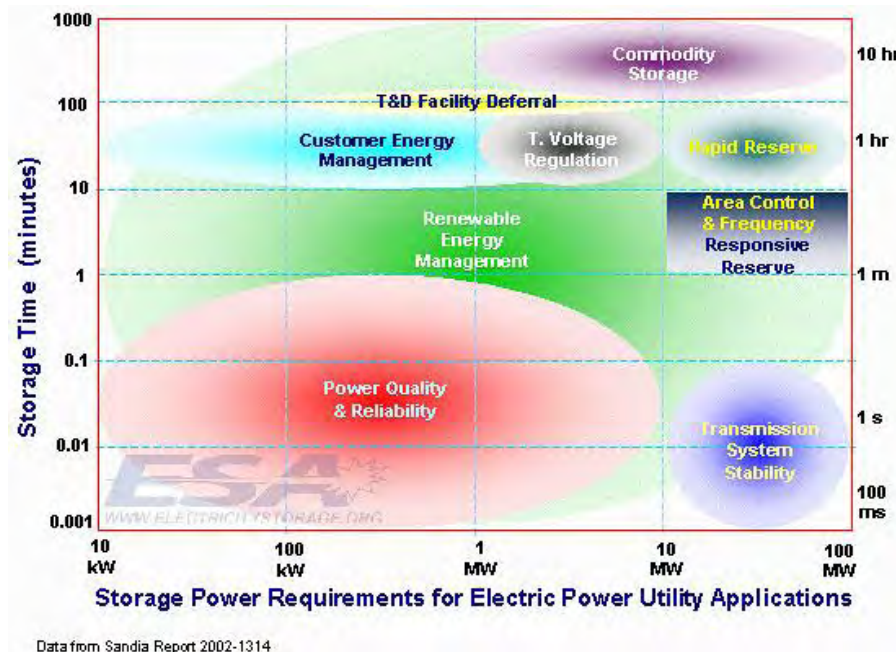 1000
100
10
1
0.1
0.01
0.001
Storage Time (minutes)
Commodity
Storage
T&D Facility Deferral
Customer Energy
Management
T. Voltage
Regulation
Rapid Reserve
Renewable
Energy
Management
Area Control
& Frequency
Responsive
Reserve
Power Quality
& Reliability
Transmission
System
Stability
ESA
WWW.ELECTRICITYSTORAGE.ORG
10 hr
1 hr
1 m
1 s
100
ms
10
kW
100
kW
1
MW
10
MW
100
MW
Storage Power Requirements for Electric Power Utility Applications
Data from Sandia Report 2002-1314